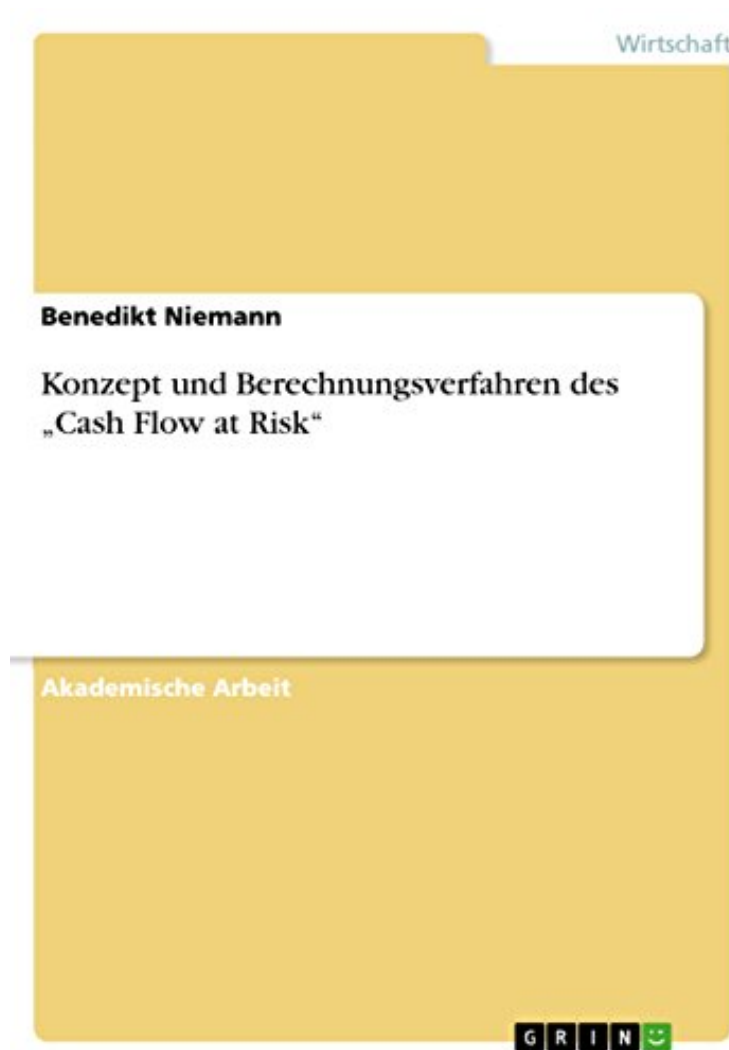 Wirtschaft
Benedikt Niemann
Konzept und Berechnungsverfahren des
„Cash Flow at Risk“
Akademische Arbeit
GRIN